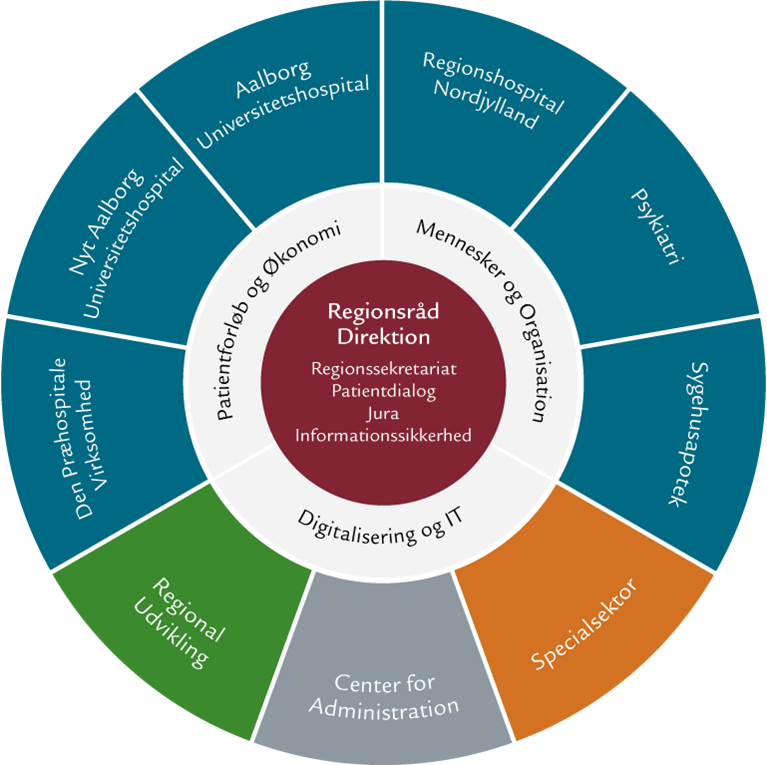 Aalborg
Universitetshospital
Regionshospital
Nordjylland
Nyt Aalborg
Universitetshospital
Psykiatri
Patientforløb og Økonomi
Mennesker og Organisation
Regionsråd
Direktion
Regionssekretariat
Patientdialog
Jura
Informationssikkerhed
Den Præhospitale
Virksomhed
Sygehusapotek
Digitalisering og IT
Regional
Udvikling
Specialsektor
Center for
Administration